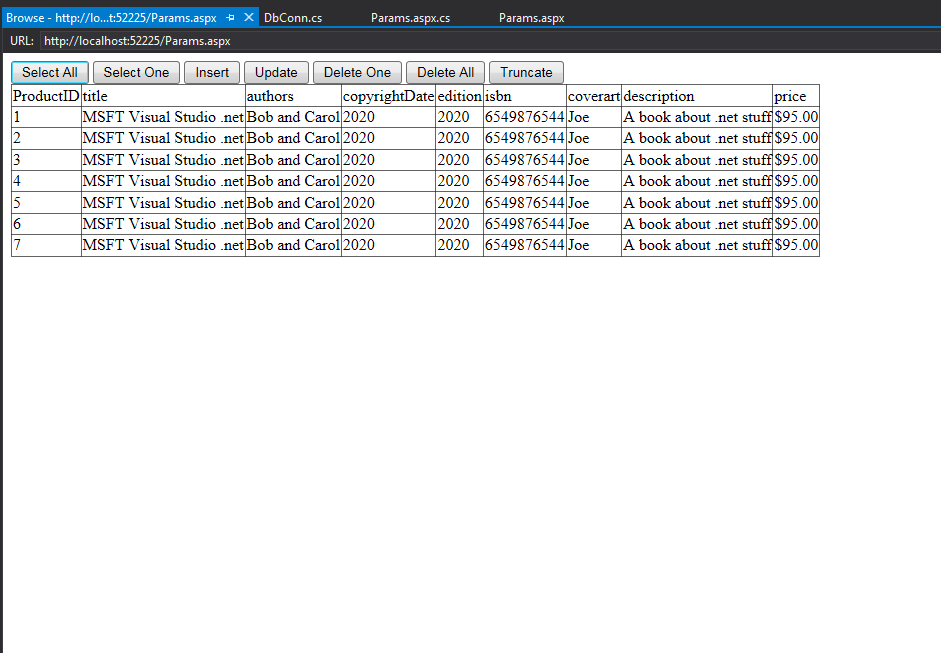 Browse - http://lo...t:52225/Params.aspx DbConn.cs Params.aspx.cs Params.aspx
URL: http://localhost:52225/Params.aspx
Select All Select One Insert Update Delete One Delete All Truncate
ProductID title authors copyrightDate edition isbn coverart description price
1 MSFT Visual Studio .net Bob and Carol 2020 2020 6549876544 Joe A book about .net stuff $95.00
2 MSFT Visual Studio .net Bob and Carol 2020 2020 6549876544 Joe A book about .net stuff $95.00
3 MSFT Visual Studio .net Bob and Carol 2020 2020 6549876544 Joe A book about .net stuff $95.00
4 MSFT Visual Studio .net Bob and Carol 2020 2020 6549876544 Joe A book about .net stuff $95.00
5 MSFT Visual Studio .net Bob and Carol 2020 2020 6549876544 Joe A book about .net stuff $95.00
6 MSFT Visual Studio .net Bob and Carol 2020 2020 6549876544 Joe A book about .net stuff $95.00
7 MSFT Visual Studio .net Bob and Carol 2020 2020 6549876544 Joe A book about .net stuff $95.00